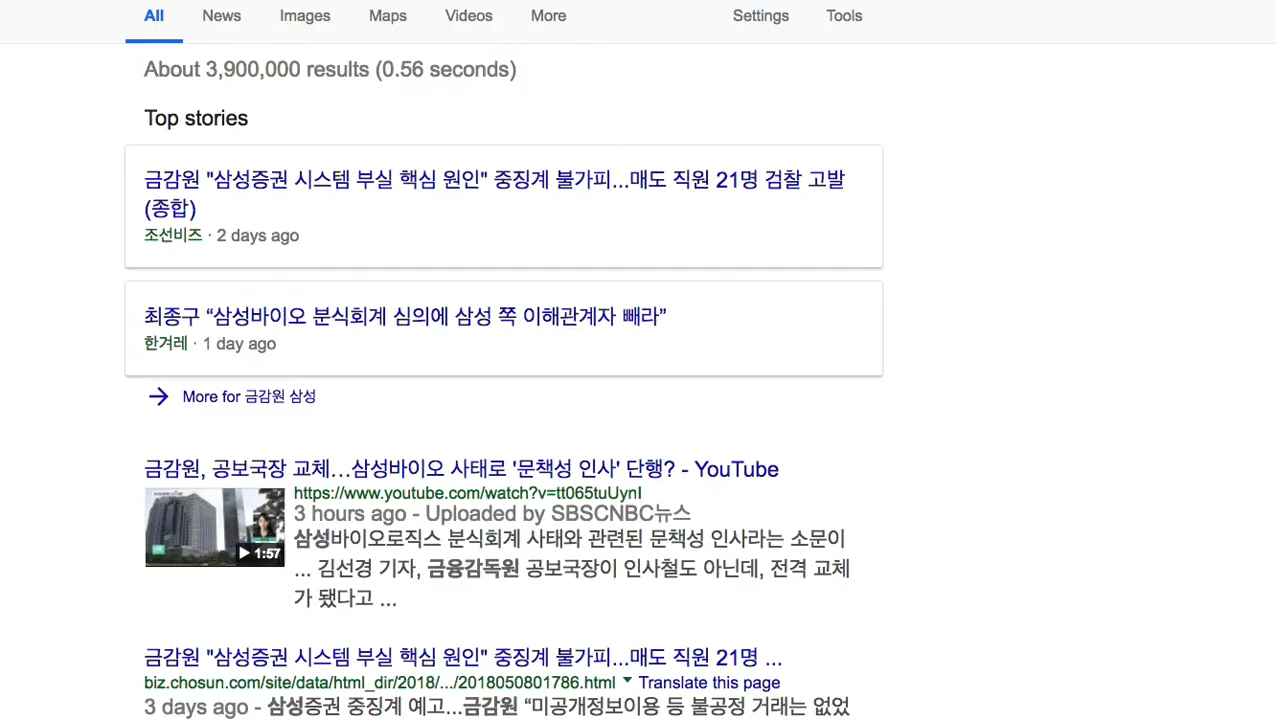 All News Images Maps Videos More Settings Tools
About 3,900,000 results (0.56 seconds)
Top stories
금감원 "삼성증권 시스템 부실 핵심 원인" 중징계 불가피...매도 직원 21명 검찰 고발
(종합)
조선비즈 · 2 days ago
최종구 “삼성바이오 분식회계 심의에 삼성 쪽 이해관계자 빼라”
한겨레 · 1 day ago
More for 금감원 삼성
금감원, 공보국장 교체…삼성바이오 사태로 '문책성 인사' 단행? - YouTube
https://www.youtube.com/watch?v=tt065tuUynI
3 hours ago - Uploaded by SBSCNBC뉴스
삼성바이오로직스 분식회계 사태와 관련된 문책성 인사라는 소문이
... 김선경 기자, 금융감독원 공보국장이 인사철도 아닌데, 전격 교체
가 됐다고 ...
1:57
금감원 "삼성증권 시스템 부실 핵심 원인" 중징계 불가피...매도 직원 21명 ...
biz.chosun.com/site/data/html_dir/2018/.../2018050801786.html Translate this page
3 days ago - 삼성증권 중징계 예고...금감원 “미공개정보이용 등 불공정 거래는 없었